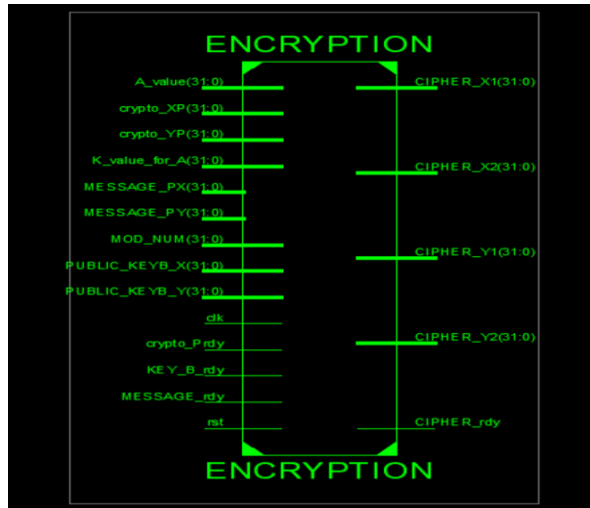 ENCRYPTION
A_value(31:0)
crypto_XP(31:0)
crypto_YP(31:0)
K_value_for_A(31:0)
MESSAGE_PX(31:0)
MESSAGE_PY(31:0)
MOD_NUM(31:0)
PUBLIC_KEYB_X(31:0)
PUBLIC_KEYB_Y(31:0)
clk
crypto_Prdy
KEY_B_rdy
MESSAGE_rdy
rst
CIPHER_X1(31:0)
CIPHER_X2(31:0)
CIPHER_Y1(31:0)
CIPHER_Y2(31:0)
CIPHER_rdy
ENCRYPTION